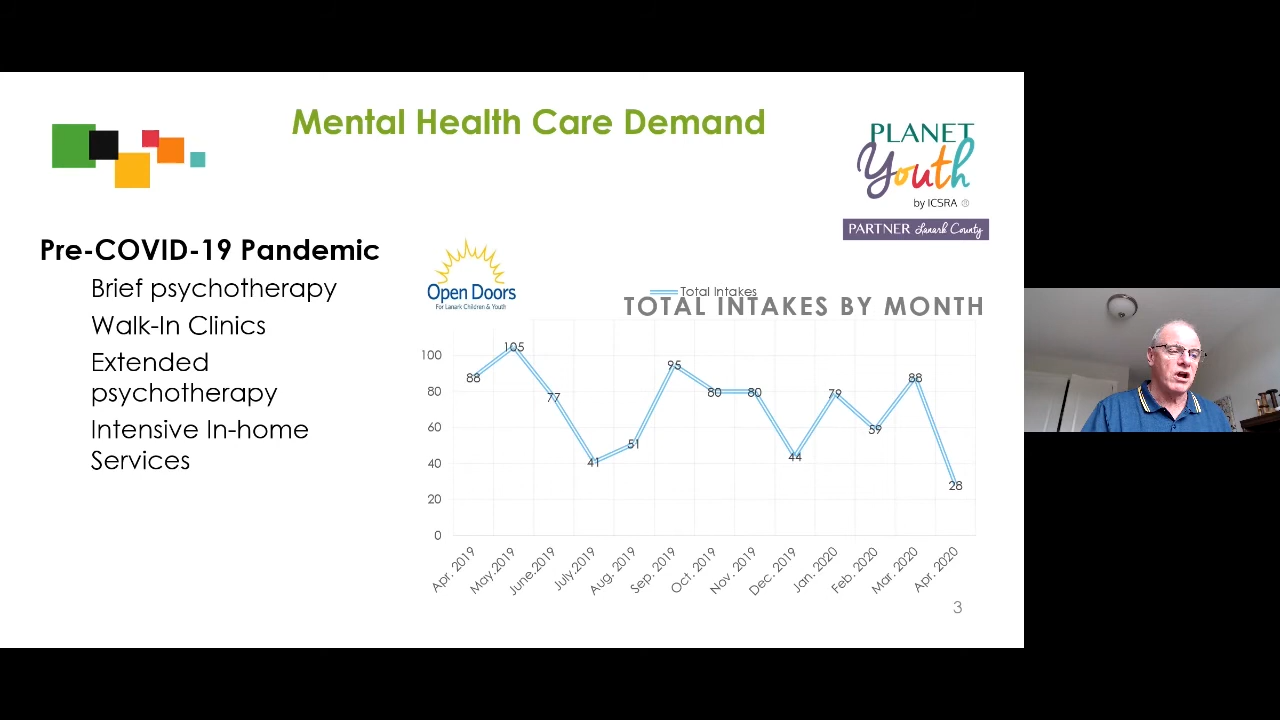 Mental Health Care Demand
PLANET
Youth
by ICSRA ®
PARTNER Lanark County
Pre-COVID-19 Pandemic
Brief psychotherapy
Walk-In Clinics
Extended
psychotherapy
Intensive In-home
Services
Open Doors
For Lanark Children & Youth
Total Intakes
TOTAL INTAKES BY MONTH
100
80
60
40
20
0
88
105
77
41
51
95
80
80
44
79
59
88
28
Apr. 2019
May.2019
June.2019
July.2019
Aug. 2019
Sep. 2019
Oct. 2019
Nov. 2019
Dec. 2019
Jan. 2020
Feb. 2020
Mar. 2020
Apr. 2020
3